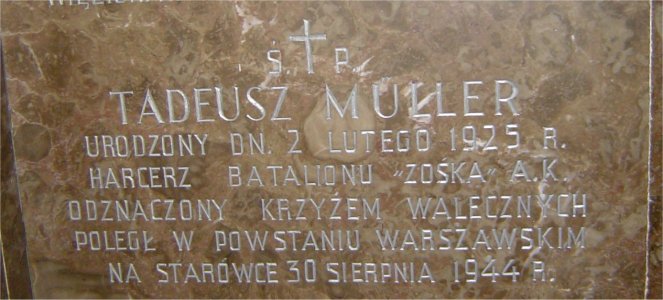 Ś. † P.
TADEUSZ MÜLLER
URODZONY DN. 2 LUTEGO 1925 R.
HARCERZ BATALIONU "ZOŚKA" A.K.
ODZNACZONY KRZYŻEM WALECZNYCH
POLEGŁ W POWSTANIU WARSZAWSKIM
NA STARÓWCE 30 SIERPNIA 1944 R.